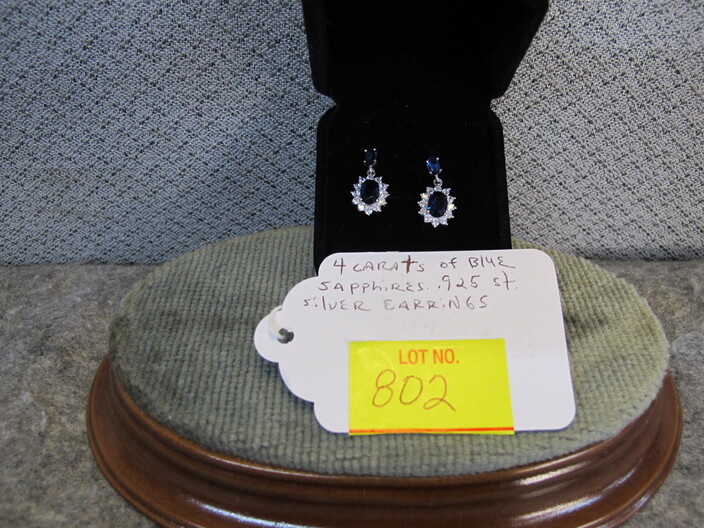 4 CARATS of BLUE
SAPPHIRES .925 st.
SILVER EARRINGS
LOT NO.
802